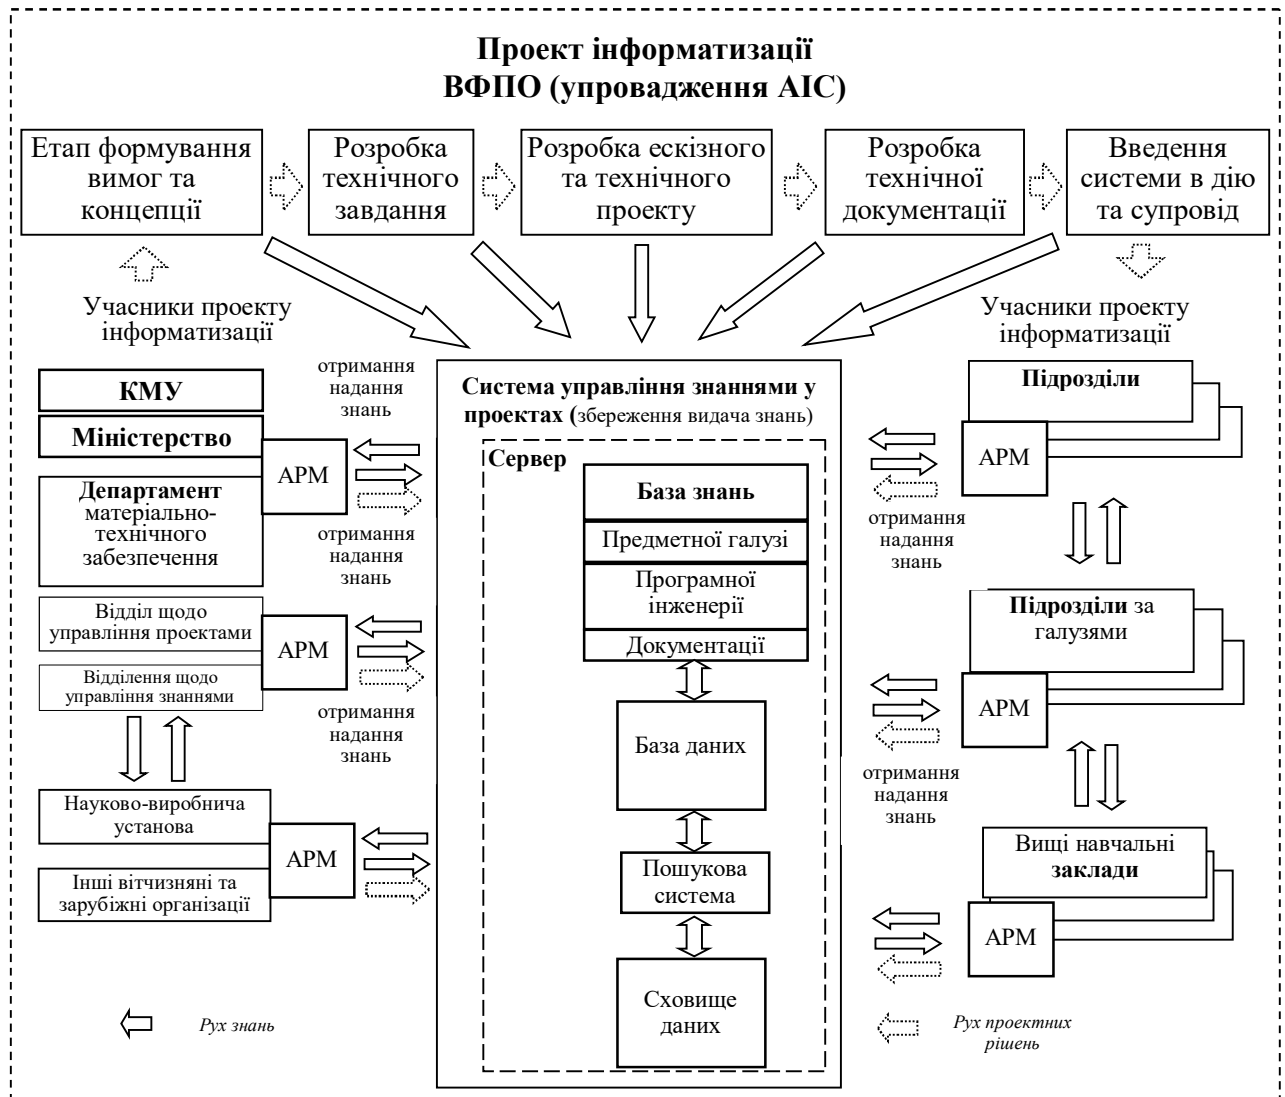 Проект інформатизації
ВФПО (упровадження АІС)
Етап формування
вимог та
концепції
Розробка
технічного
завдання
Розробка ескізного
та технічного
проекту
Розробка
технічної
документації
Введення
системи в дію
та супровід
Учасники проекту
інформатизації
КМУ
Міністерство
Департамент
матеріально-
технічного
забезпечення
АРМ
отримання
надання
знань
отримання
надання
знань
Відділ щодо
управління проектами
Відділення щодо
управління знаннями
АРМ
отримання
надання
знань
Науково-виробнича
установа
Інші вітчизняні та
зарубіжні організації
АРМ
Рух знань
Система управління знаннями у
проектах (збереження видача знань)
Сервер
База знань
Предметної галузі
Програмної
інженерії
Документації
База даних
Пошукова
система
Сховище
даних
Учасники проекту
інформатизації
Підрозділи
АРМ
отримання
надання
знань
Підрозділи за
галузями
АРМ
отримання
надання
знань
Вищі навчальні
заклади
АРМ
Рух проектних
рішень